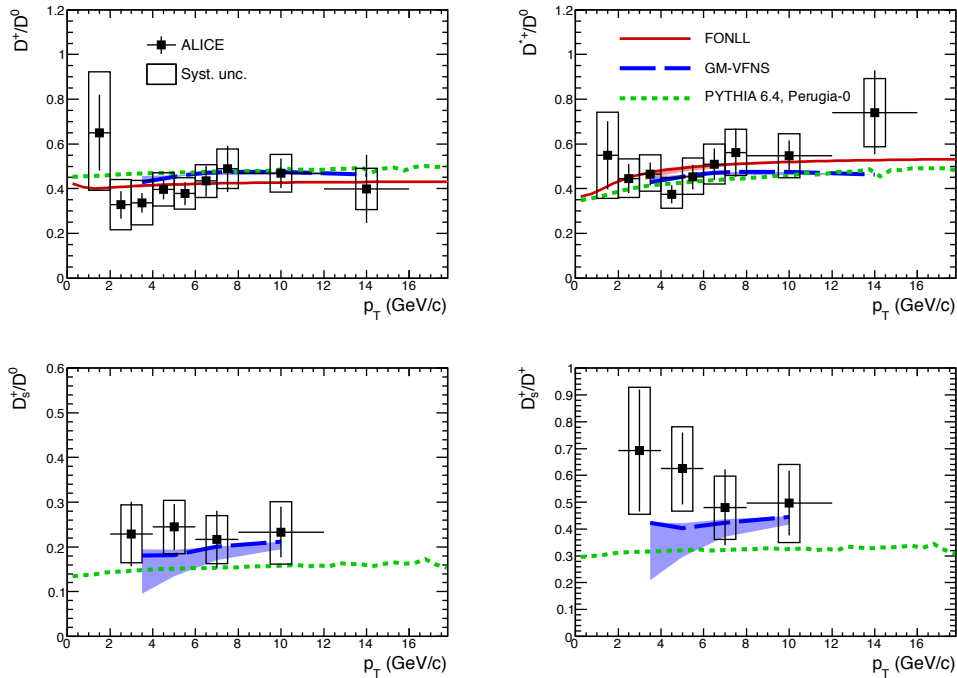 D⁺/D⁰
1.2
1
0.8
0.6
0.4
0.2
0
ALICE
Syst. unc.
0 2 4 6 8 10 12 14 16
p_T (GeV/c)
D*⁺/D⁰
1.2
1
0.8
0.6
0.4
0.2
0
FONLL
GM-VFNS
PYTHIA 6.4, Perugia-0
0 2 4 6 8 10 12 14 16
p_T (GeV/c)
D_s⁺/D⁰
0.6
0.5
0.4
0.3
0.2
0.1
0
0 2 4 6 8 10 12 14 16
p_T (GeV/c)
D_s⁺/D⁺
1
0.9
0.8
0.7
0.6
0.5
0.4
0.3
0.2
0.1
0
0 2 4 6 8 10 12 14 16
p_T (GeV/c)